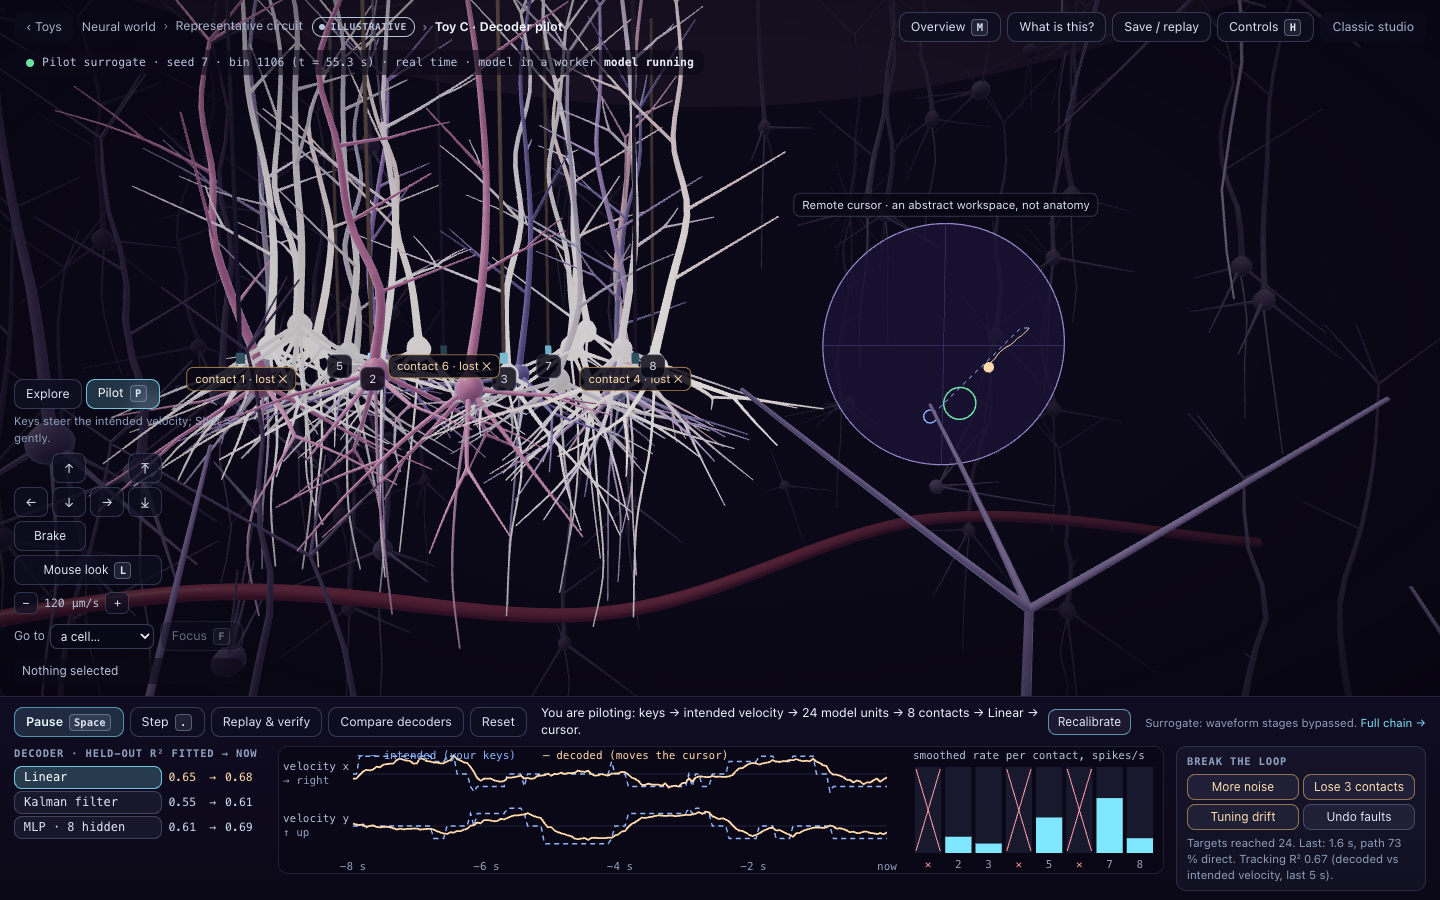 ‹ Toys Neural world › Representative circuit ILLUSTRATIVE › Toy C · Decoder pilot
Overview M What is this? Save / replay Controls H Classic studio
Pilot surrogate · seed 7 · bin 1106 (t = 55.3 s) · real time · model in a worker model running
Remote cursor · an abstract workspace, not anatomy
5 contact 6 · lost × 7 8
contact 1 · lost × 2 3 contact 4 · lost ×
Explore Pilot P
Keys steer the intended velocity;
gently.
↑ ⤒
← ↓ → ⤓
Brake
Mouse look L
− 120 µm/s +
Go to a cell… Focus F
Nothing selected
Pause Space Step . Replay & verify Compare decoders Reset
You are piloting: keys → intended velocity → 24 model units → 8 contacts → Linear →
cursor.
Recalibrate Surrogate: waveform stages bypassed. Full chain →
DECODER · HELD-OUT R² FITTED → NOW
Linear 0.65 → 0.68
Kalman filter 0.55 → 0.61
MLP · 8 hidden 0.61 → 0.69
intended (your keys) — decoded (moves the cursor)
velocity x
→ right
velocity y
↑ up
−8 s −6 s −4 s −2 s now
smoothed rate per contact, spikes/s
× 2 3 × 5 × 7 8
BREAK THE LOOP
More noise Lose 3 contacts
Tuning drift Undo faults
Targets reached 24. Last: 1.6 s, path 73
% direct. Tracking R² 0.67 (decoded vs
intended velocity, last 5 s).